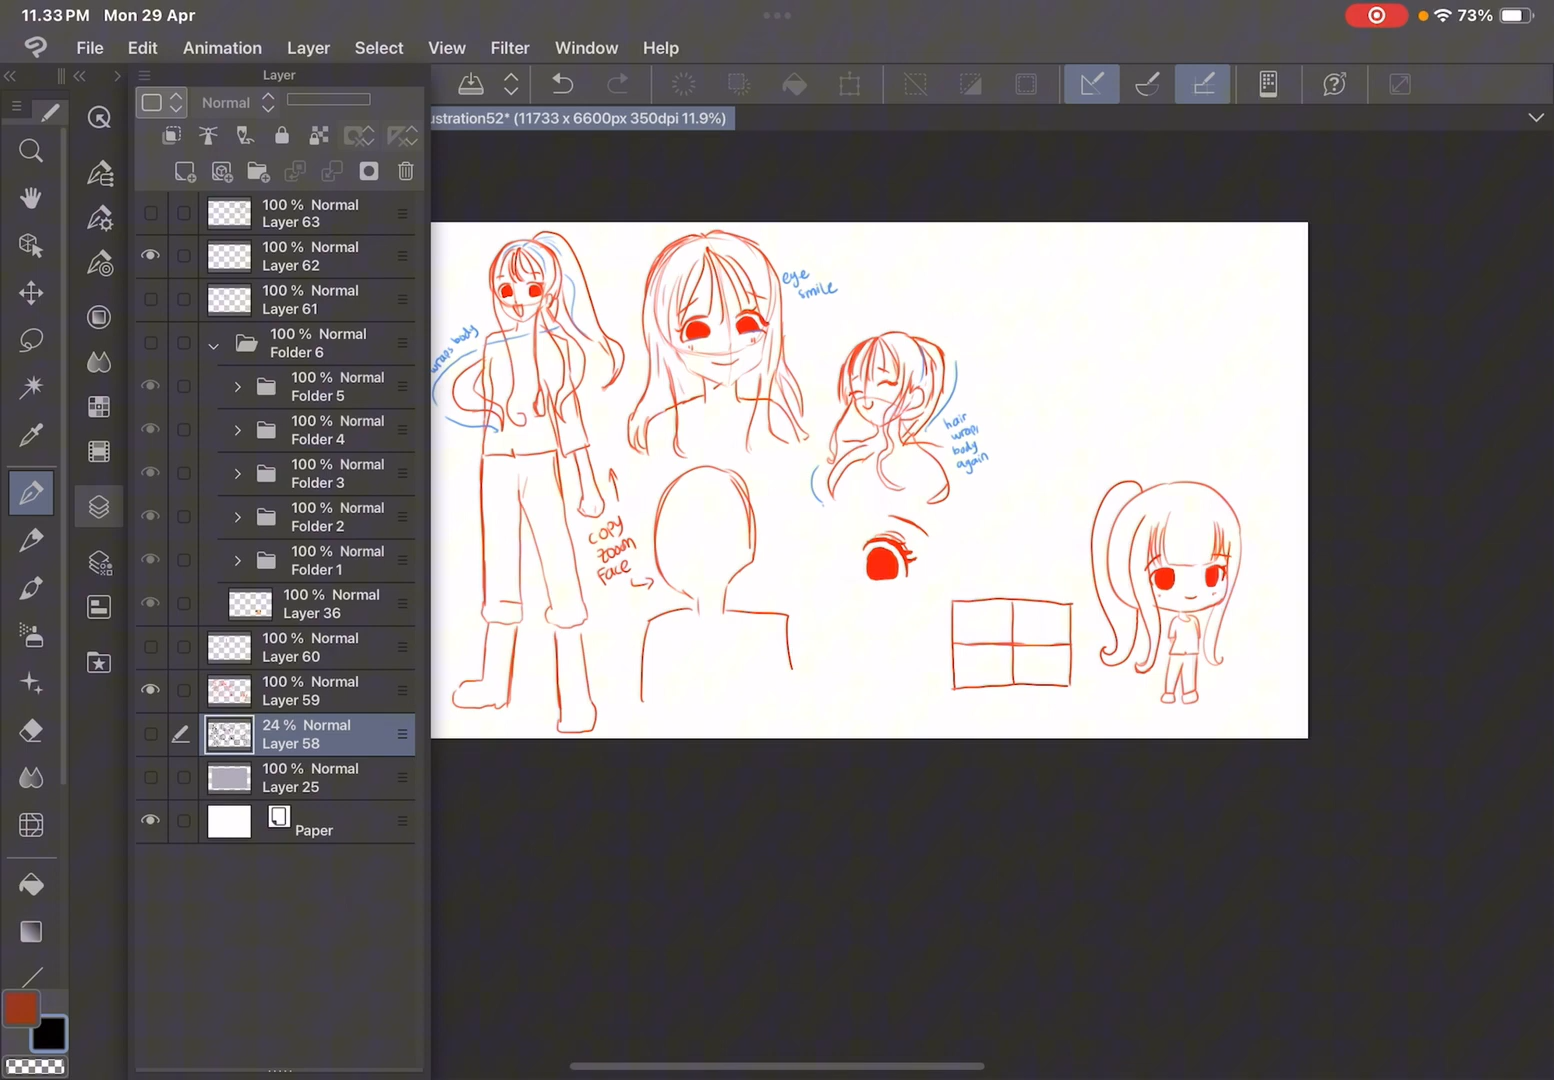 11.33 PM Mon 29 Apr
73%
File Edit Animation Layer Select View Filter Window Help
Layer
Normal
ustration52* (11733 x 6600px 350dpi 11.9%)
100 % Normal
Layer 63
100 % Normal
Layer 62
100 % Normal
Layer 61
100 % Normal
Folder 6
100 % Normal
Folder 5
100 % Normal
Folder 4
100 % Normal
Folder 3
100 % Normal
Folder 2
100 % Normal
Folder 1
100 % Normal
Layer 36
100 % Normal
Layer 60
100 % Normal
Layer 59
24 % Normal
Layer 58
100 % Normal
Layer 25
Paper
wraps body
eye
smile
hair
wraps
body
again
copy
zoom
face